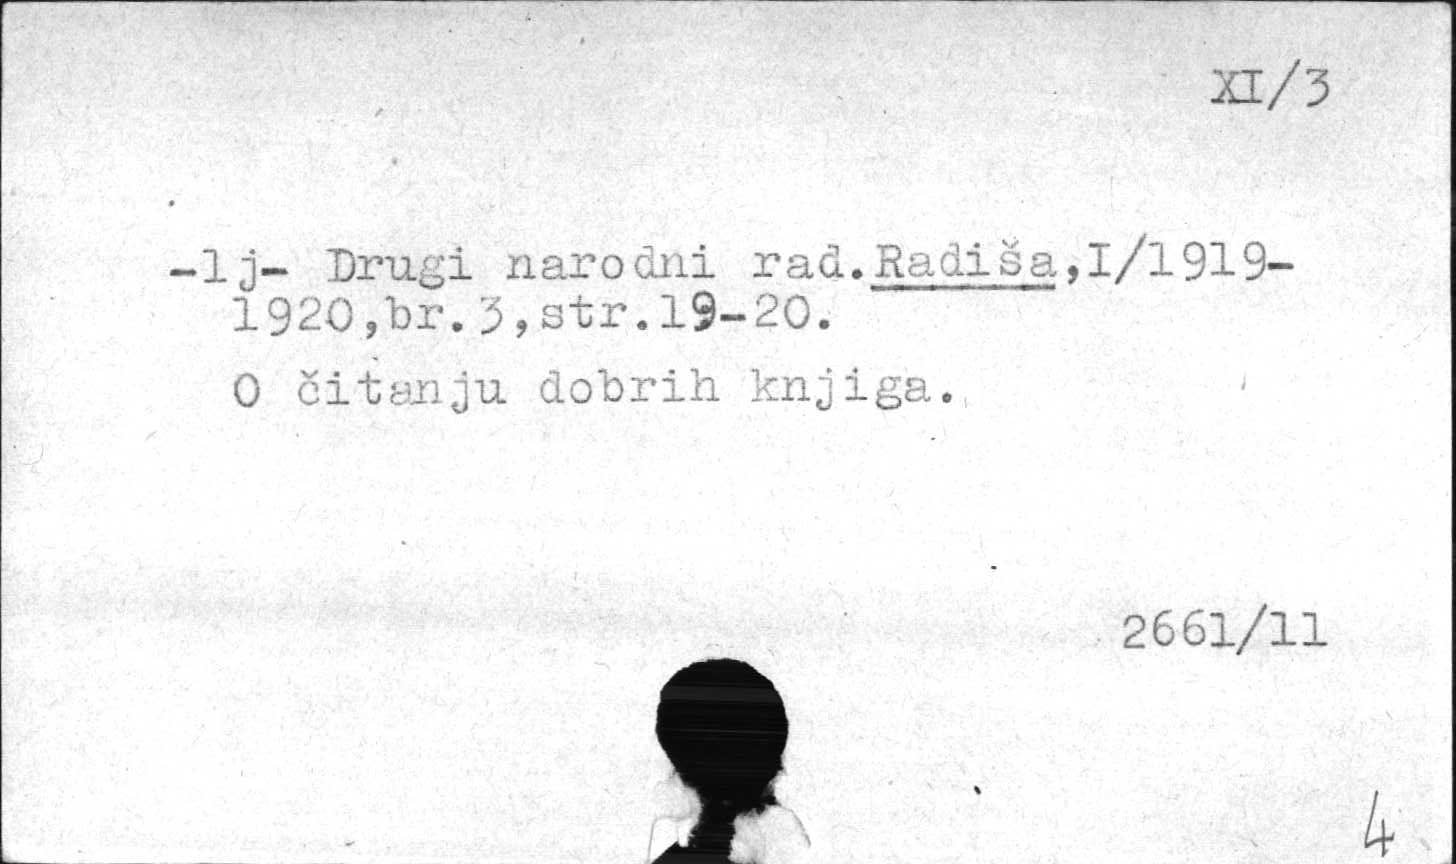 XI/3
-lj- Drugi narodni rad.Radiša,I/1919-
1920,br.3,str.19-20.
O čitanju dobrih knjiga.
2661/11
4